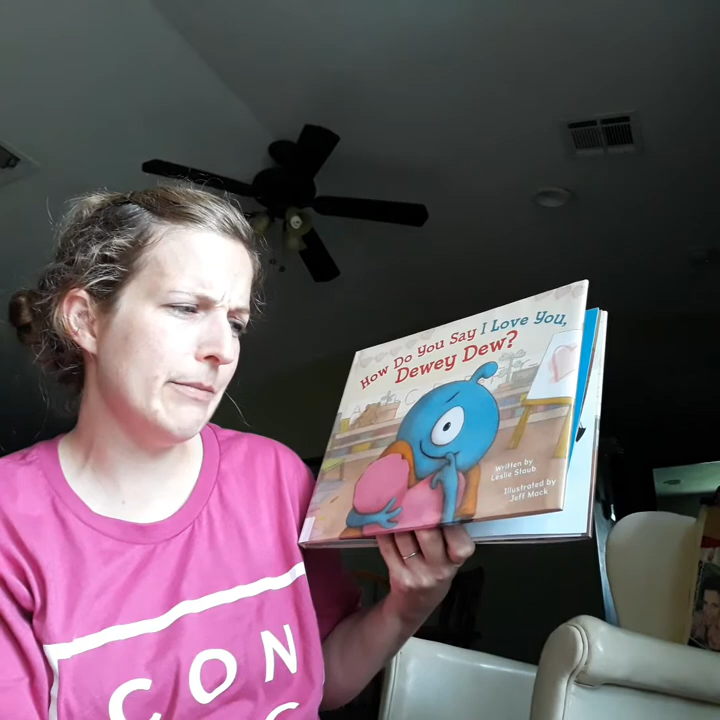 How Do You Say I Love You,
Dewey Dew?
Written by
Leslie Staub
Illustrated by
Jeff Mack
CON